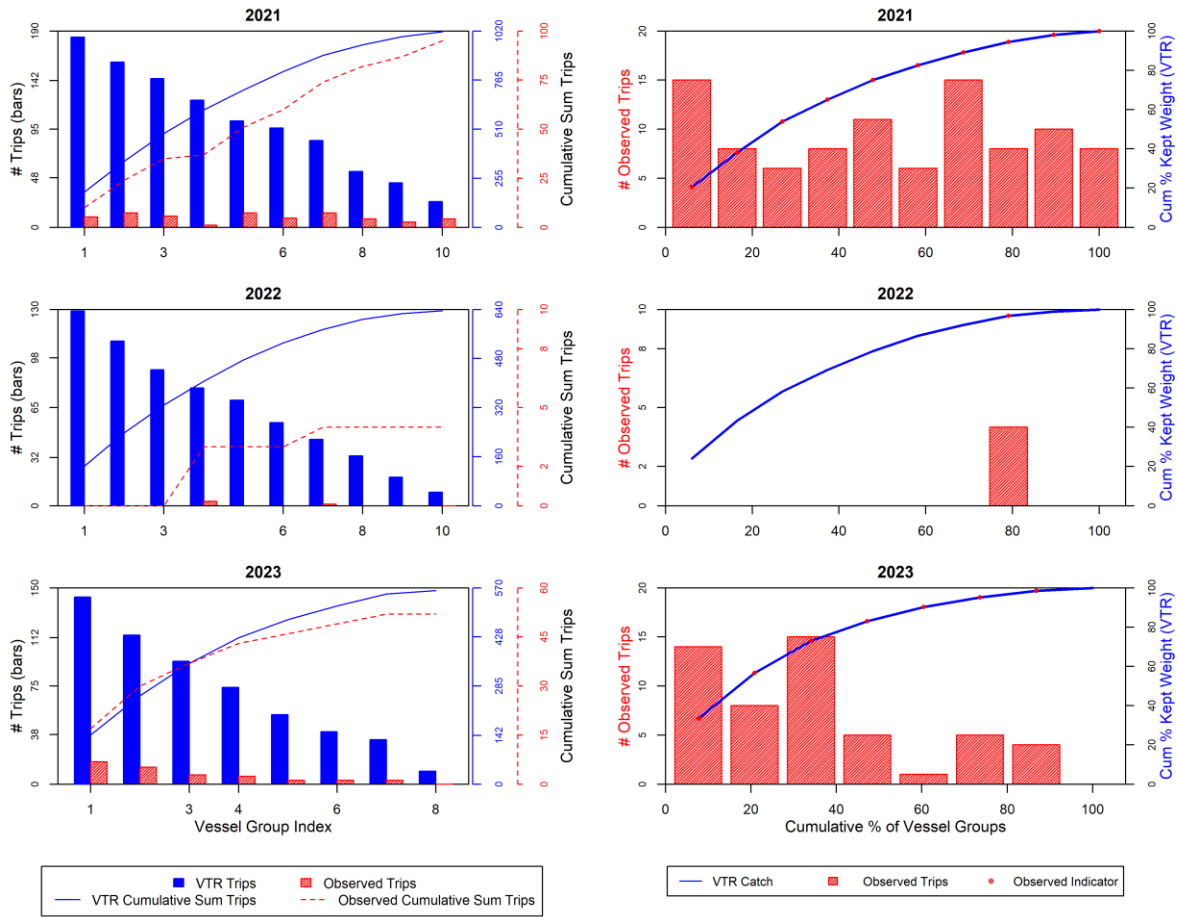 2021
# Trips (bars)
0 48 95 142 190
1 3 6 8 10
0 255 510 765 1020
0 25 50 75 100
Cumulative Sum Trips
2021
# Observed Trips
0 5 10 15 20
0 20 40 60 80 100
0 20 40 60 80 100
Cum % Kept Weight (VTR)
2022
# Trips (bars)
0 32 65 98 130
1 3 6 8 10
0 160 320 480 640
0 2 5 8 10
Cumulative Sum Trips
2022
# Observed Trips
0 2 5 8 10
0 20 40 60 80 100
0 20 40 60 80 100
Cum % Kept Weight (VTR)
2023
# Trips (bars)
0 38 75 112 150
1 3 4 6 8
Vessel Group Index
0 142 285 428 570
0 15 30 45 60
Cumulative Sum Trips
2023
# Observed Trips
0 5 10 15 20
0 20 40 60 80 100
Cumulative % of Vessel Groups
0 20 40 60 80 100
Cum % Kept Weight (VTR)
VTR Trips Observed Trips
VTR Cumulative Sum Trips Observed Cumulative Sum Trips
VTR Catch Observed Trips Observed Indicator